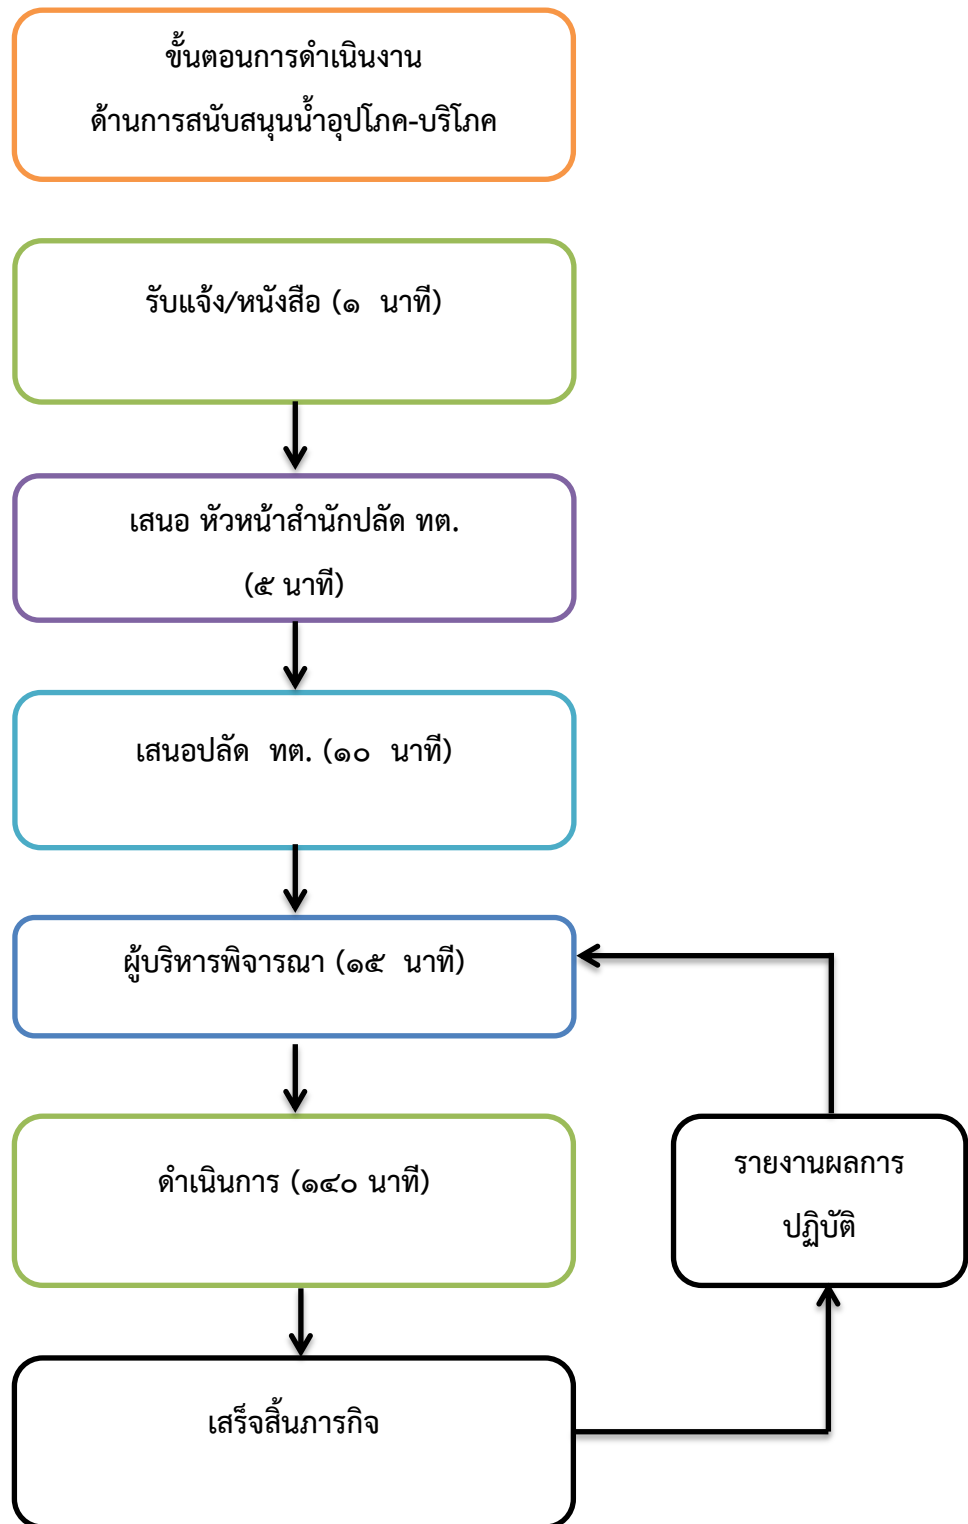 ขั้นตอนการดำเนินงาน
ด้านการสนับสนุนน้ำอุปโภค-บริโภค
รับแจ้ง/หนังสือ (๑ นาที)
เสนอ หัวหน้าสำนักปลัด ทต.
(๕ นาที)
เสนอปลัด ทต. (๑๐ นาที)
ผู้บริหารพิจารณา (๑๕ นาที)
ดำเนินการ (๑๔๐ นาที)
รายงานผลการ
ปฏิบัติ
เสร็จสิ้นภารกิจ